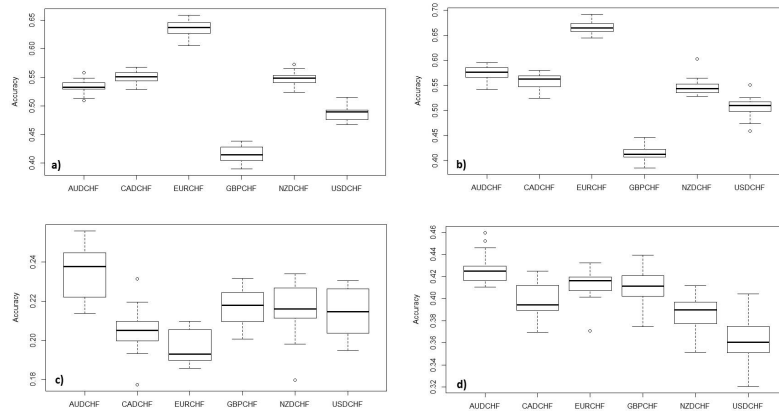 0.65
0.60
0.55
0.50
0.45
0.40
Accuracy
a)
AUDCHF CADCHF EURCHF GBPCHF NZDCHF USDCHF
0.70
0.65
0.60
0.55
0.50
0.45
0.40
Accuracy
b)
AUDCHF CADCHF EURCHF GBPCHF NZDCHF USDCHF
0.24
0.22
0.20
0.18
Accuracy
c)
AUDCHF CADCHF EURCHF GBPCHF NZDCHF USDCHF
0.46
0.44
0.42
0.40
0.38
0.36
0.34
0.32
Accuracy
d)
AUDCHF CADCHF EURCHF GBPCHF NZDCHF USDCHF